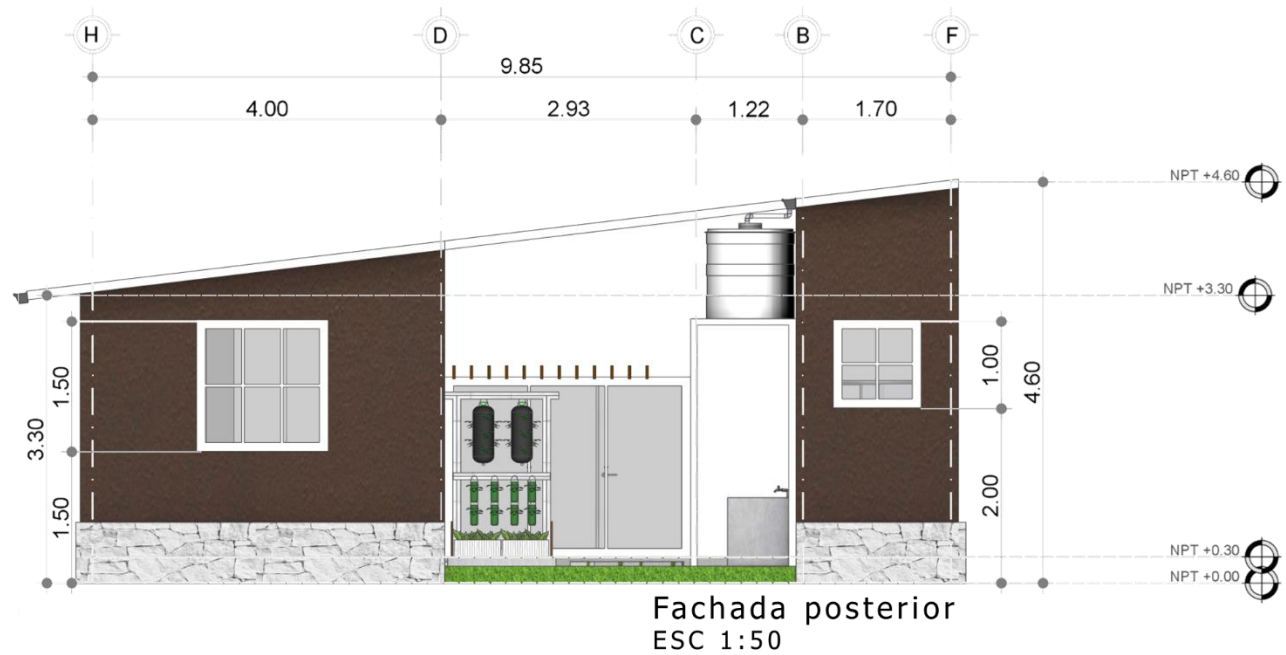 H D C B F
9.85
4.00 2.93 1.22 1.70
NPT +4.60
NPT +3.30
1.50
3.30
1.50
1.00
4.60
2.00
NPT +0.30
NPT +0.00
Fachada posterior
ESC 1:50